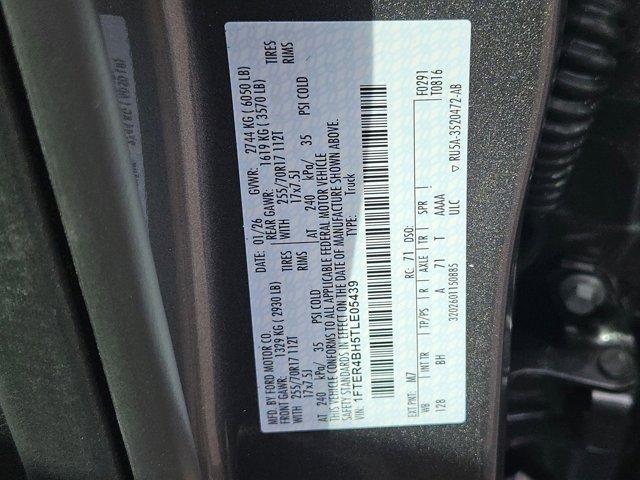 MFD. BY FORD MOTOR CO. DATE: 01/26 GVWR: 2744 KG ( 6050 LB)
FRONT GAWR: 1329 KG ( 2930 LB) REAR GAWR: 1619 KG ( 3570 LB)
WITH 255/70R17 112T TIRES WITH 255/70R17 112T TIRES
17x7.5J RIMS 17x7.5J RIMS
AT 240 kPa/ 35 PSI COLD AT 240 kPa/ 35 PSI COLD
THIS VEHICLE CONFORMS TO ALL APPLICABLE FEDERAL MOTOR VEHICLE
SAFETY STANDARDS IN EFFECT ON THE DATE OF MANUFACTURE SHOWN ABOVE.
VIN: 1FTER4BH5TLE05439 TYPE: Truck
F0291
T0816
EXT PNT: M7 RC: 71 DSO:
WB INT TR TP/PS R AXLE TR SPR
128 BH A 71 T AAAA
ULC
3202601150885 RU5A-3520472-AB